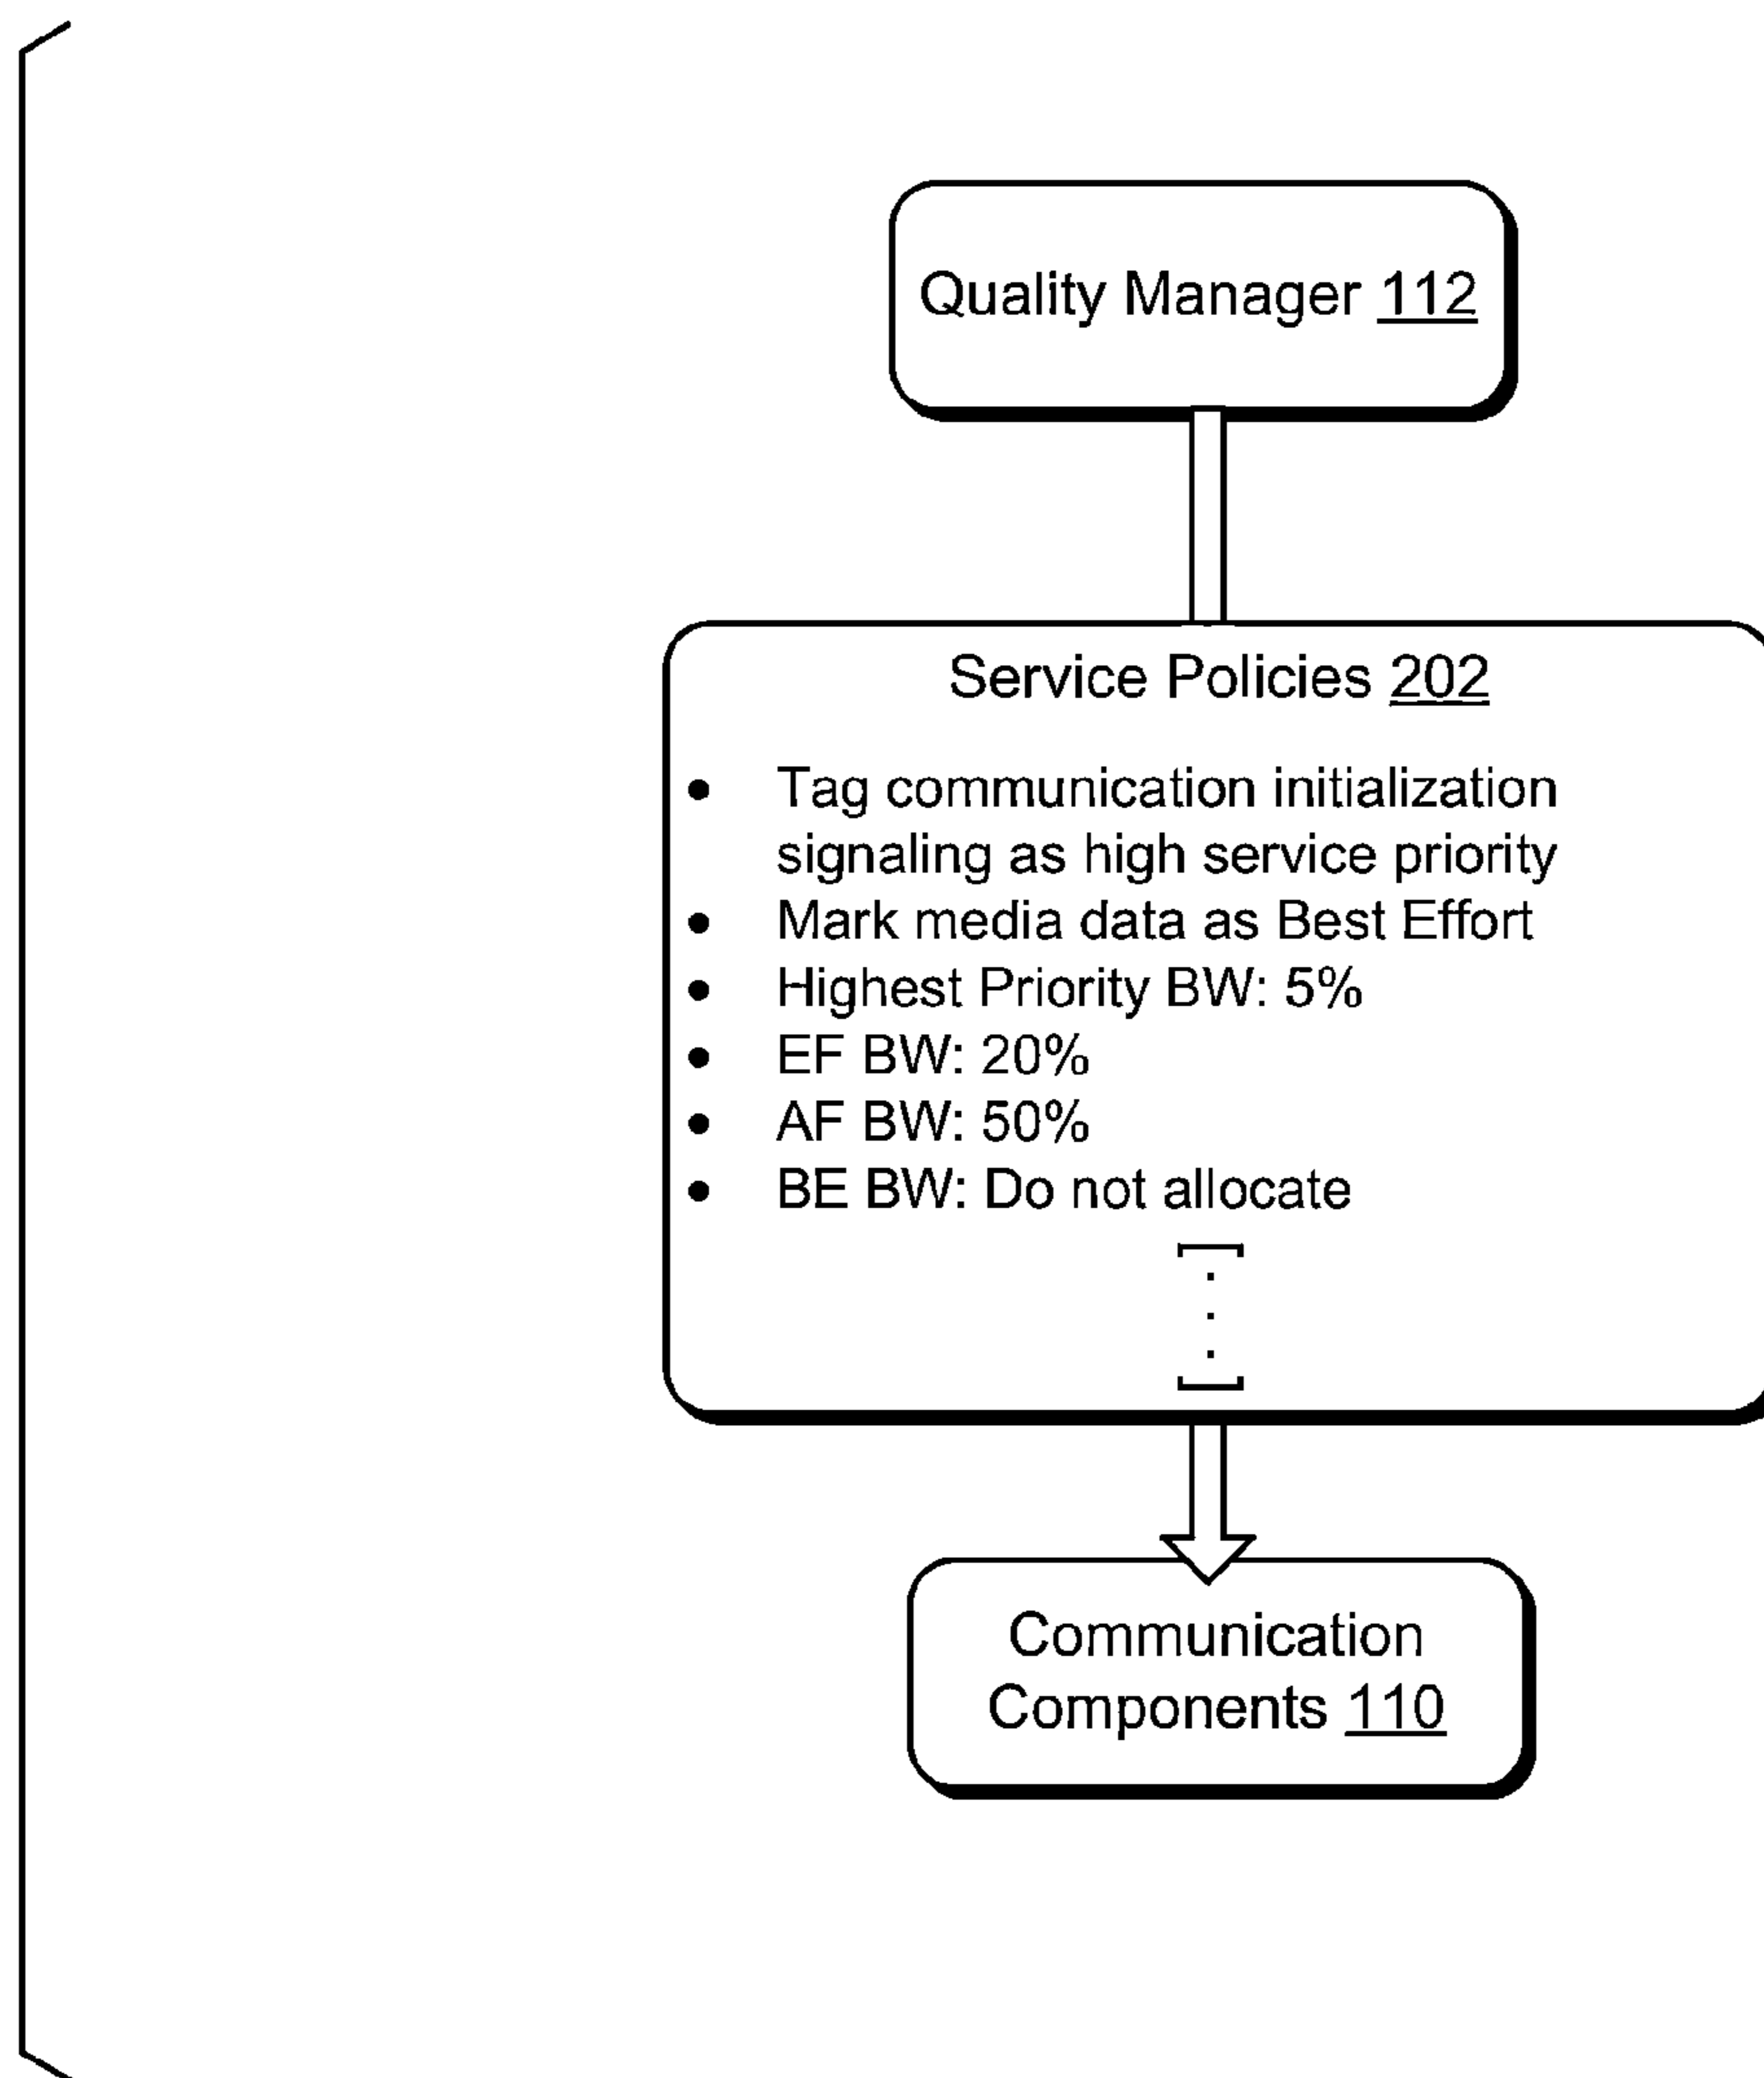 Quality Manager 112
Service Policies 202
• Tag communication initialization
signaling as high service priority
• Mark media data as Best Effort
• Highest Priority BW: 5%
• EF BW: 20%
• AF BW: 50%
• BE BW: Do not allocate
Communication
Components 110